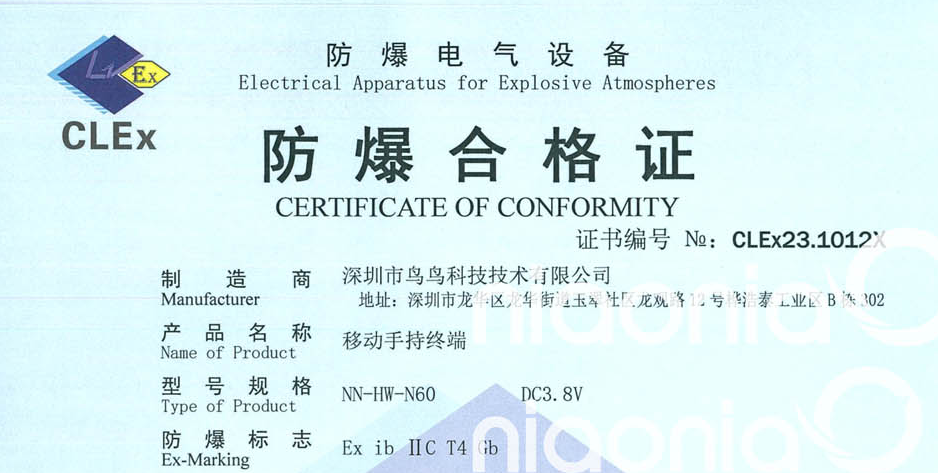 Ex
CLEx
防爆电气设备
Electrical Apparatus for Explosive Atmospheres
防爆合格证
CERTIFICATE OF CONFORMITY
证书编号 №: CLEx23.1012X
制造商 深圳市鸟鸟科技技术有限公司
Manufacturer 地址：深圳市龙华区龙华街道玉翠社区龙观路12号桦浩泰工业区B栋302
产品名称 移动手持终端
Name of Product
型号规格 NN-HW-N60 DC3.8V
Type of Product
防爆标志 Ex ib ⅡC T4 Gb
Ex-Marking
niaoniao
niaoniao